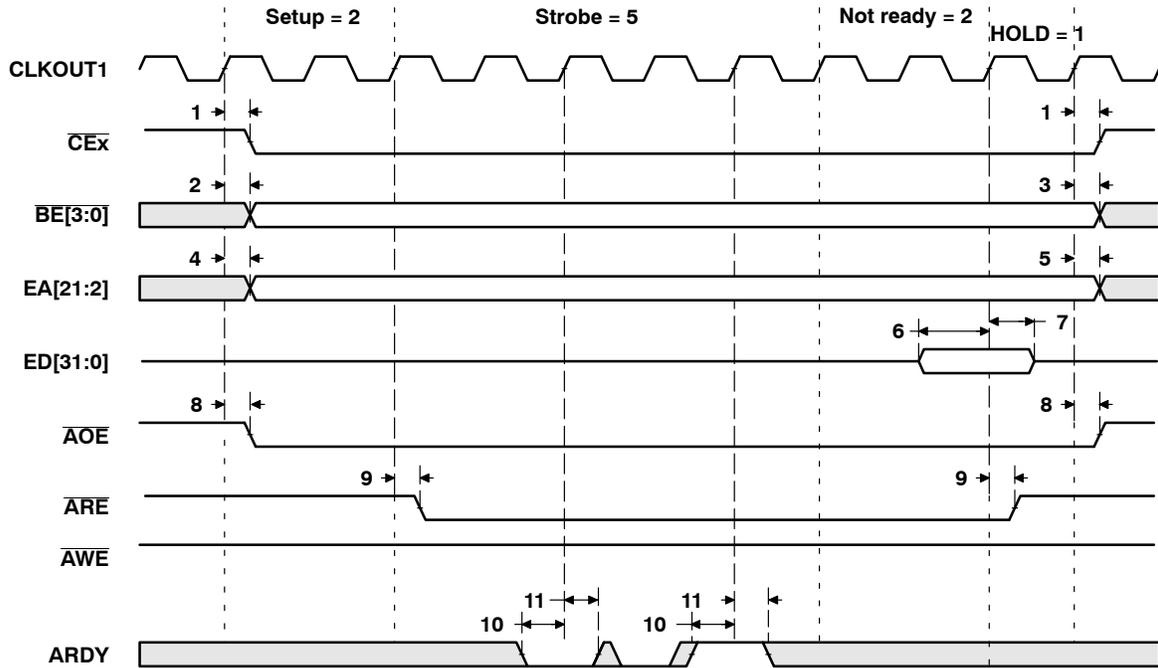 Setup = 2
Strobe = 5
Not ready = 2
HOLD = 1
CLKOUT1
1
1
CEx
2
3
BE[3:0]
4
5
EA[21:2]
6
7
ED[31:0]
8
8
AOE
9
9
ARE
AWE
11
11
10
10
ARDY